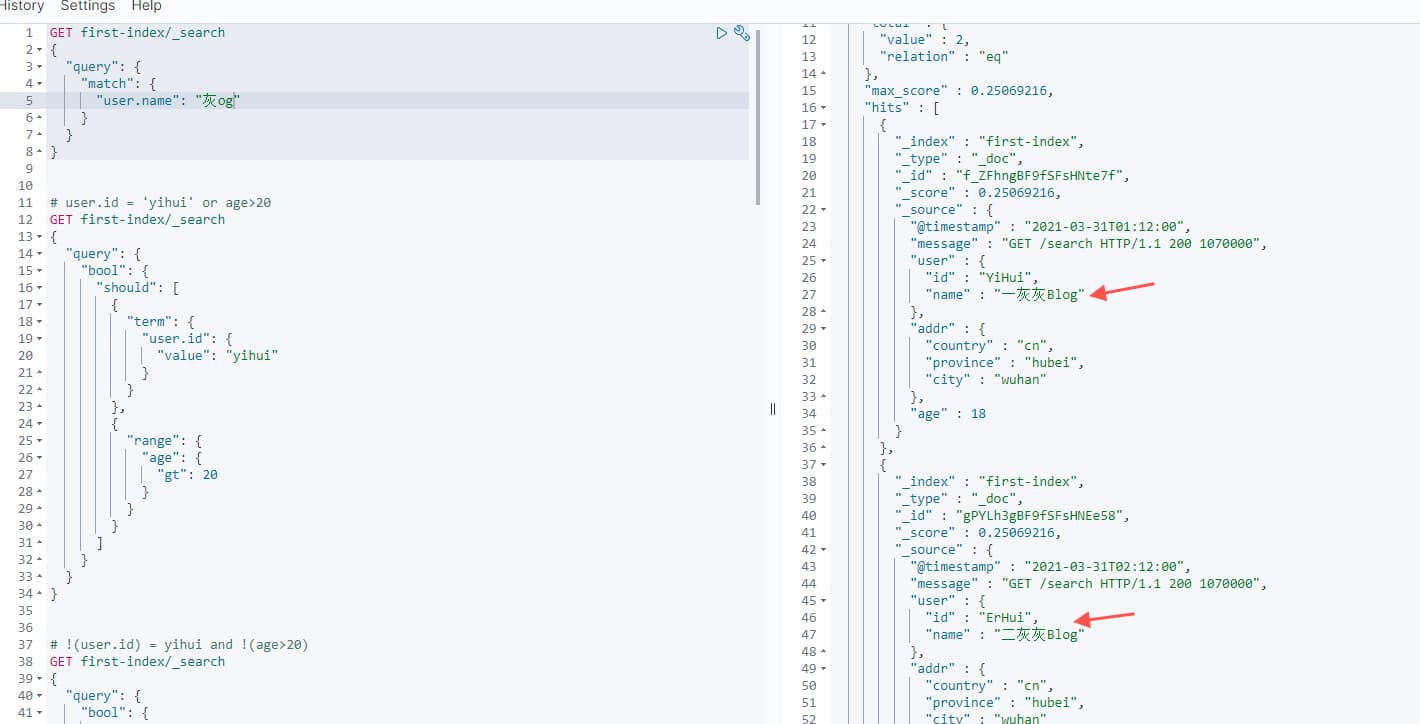 History Settings Help
1 GET first-index/_search
2 {
3 "query": {
4 "match": {
5 "user.name": "灰og"
6 }
7 }
8 }
9
10
11 # user.id = 'yihui' or age>20
12 GET first-index/_search
13 {
14 "query": {
15 "bool": {
16 "should": [
17 {
18 "term": {
19 "user.id": {
20 "value": "yihui"
21 }
22 }
23 },
24 {
25 "range": {
26 "age": {
27 "gt": 20
28 }
29 }
30 }
31 ]
32 }
33 }
34 }
35
36
37 # !(user.id) = yihui and !(age>20)
38 GET first-index/_search
39 {
40 "query": {
41 "bool": {
11 "total" : {
12 "value" : 2,
13 "relation" : "eq"
14 },
15 "max_score" : 0.25069216,
16 "hits" : [
17 {
18 "_index" : "first-index",
19 "_type" : "_doc",
20 "_id" : "f_ZFhngBF9fSFsHNte7f",
21 "_score" : 0.25069216,
22 "_source" : {
23 "@timestamp" : "2021-03-31T01:12:00",
24 "message" : "GET /search HTTP/1.1 200 1070000",
25 "user" : {
26 "id" : "YiHui",
27 "name" : "一灰灰Blog"
28 },
29 "addr" : {
30 "country" : "cn",
31 "province" : "hubei",
32 "city" : "wuhan"
33 },
34 "age" : 18
35 }
36 },
37 {
38 "_index" : "first-index",
39 "_type" : "_doc",
40 "_id" : "gPYLh3gBF9fSFsHNEe58",
41 "_score" : 0.25069216,
42 "_source" : {
43 "@timestamp" : "2021-03-31T02:12:00",
44 "message" : "GET /search HTTP/1.1 200 1070000",
45 "user" : {
46 "id" : "ErHui",
47 "name" : "二灰灰Blog"
48 },
49 "addr" : {
50 "country" : "cn",
51 "province" : "hubei",
52 "city" : "wuhan"